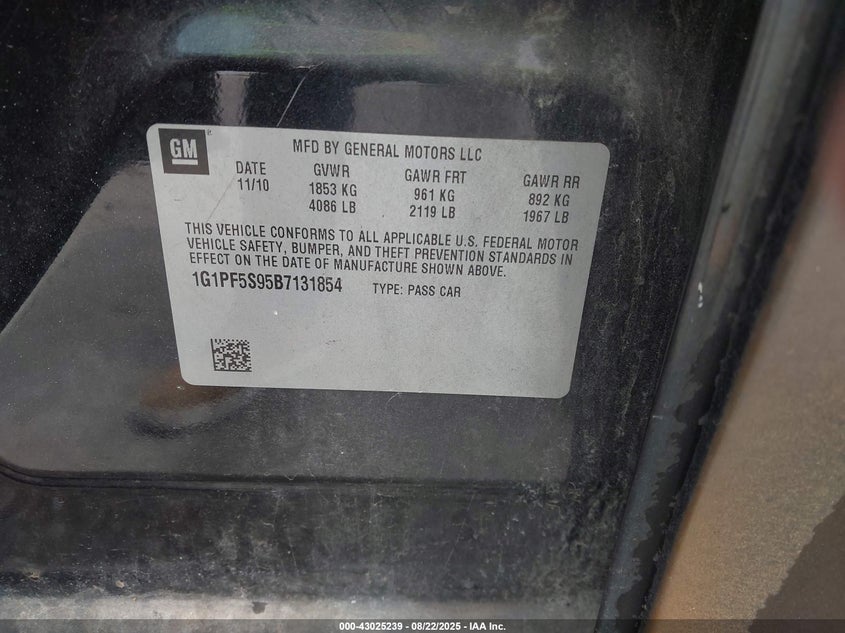 GM
MFD BY GENERAL MOTORS LLC
DATE GVWR GAWR FRT GAWR RR
11/10 1853 KG 961 KG 892 KG
4086 LB 2119 LB 1967 LB
THIS VEHICLE CONFORMS TO ALL APPLICABLE U.S. FEDERAL MOTOR
VEHICLE SAFETY, BUMPER, AND THEFT PREVENTION STANDARDS IN
EFFECT ON THE DATE OF MANUFACTURE SHOWN ABOVE.
1G1PF5S95B7131854 TYPE: PASS CAR
000-43025239 - 08/22/2025 - IAA Inc.